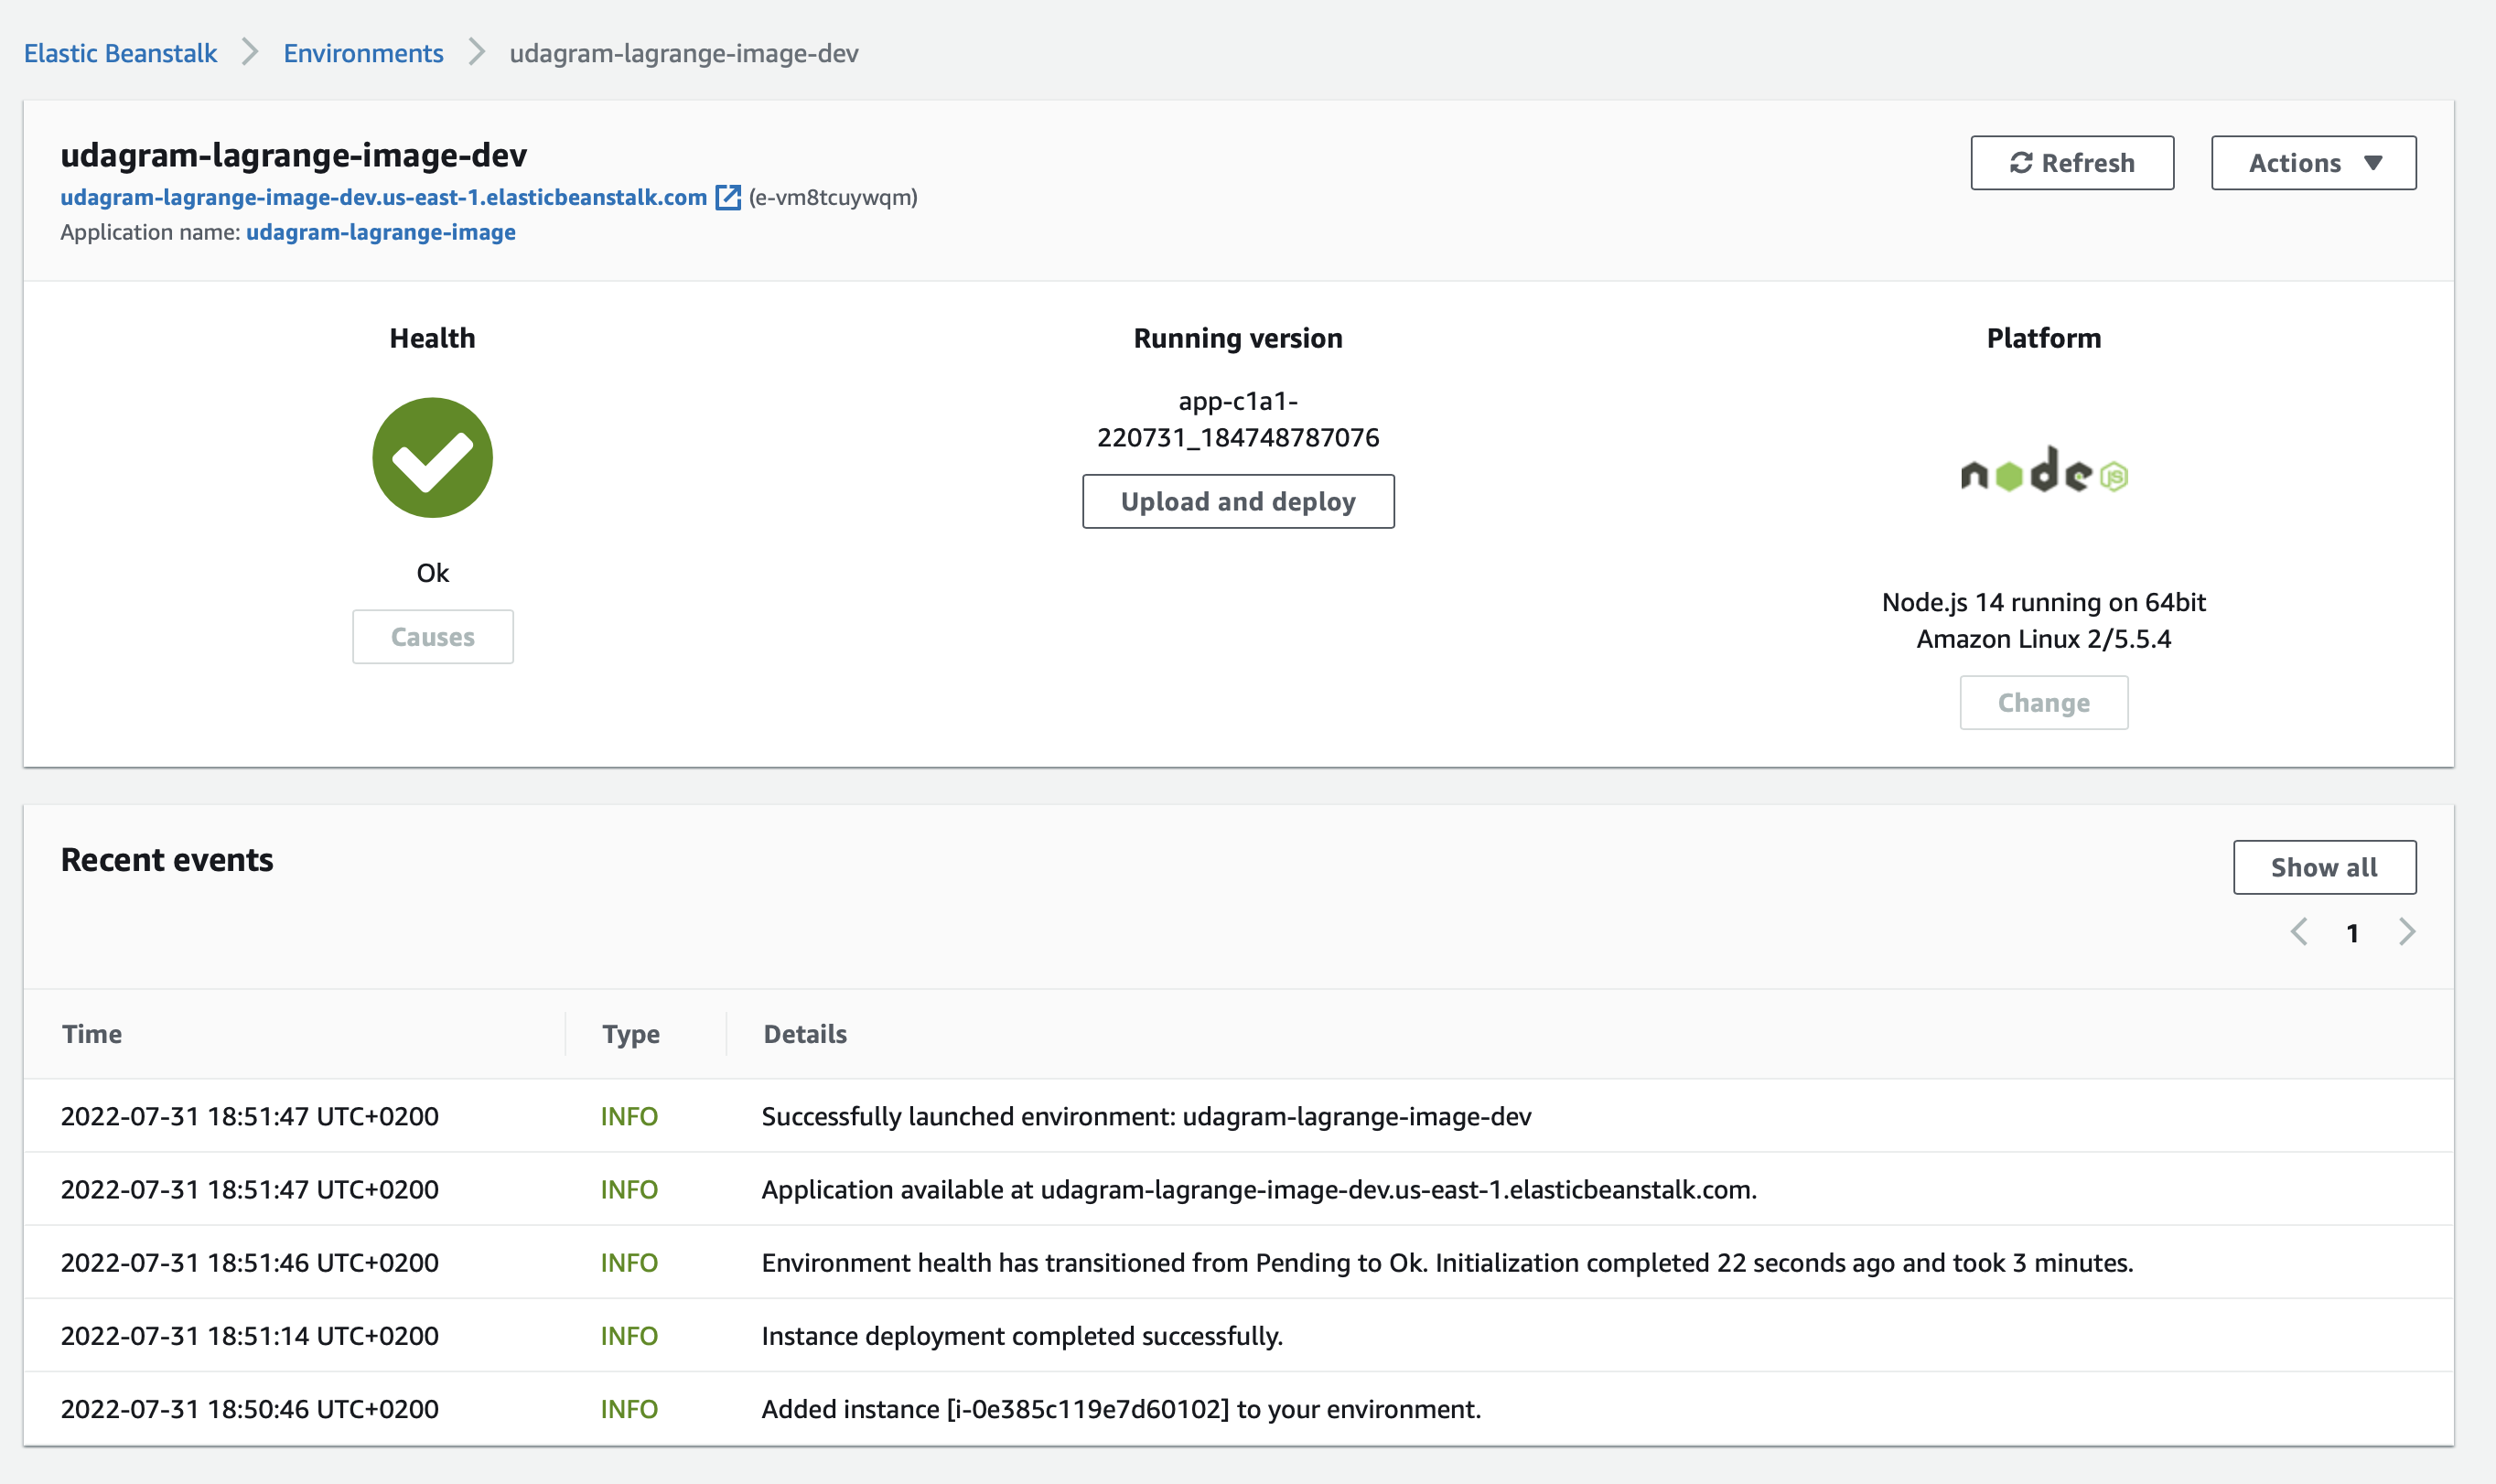 Elastic Beanstalk > Environments > udagram-lagrange-image-dev
udagram-lagrange-image-dev
Refresh
Actions
udagram-lagrange-image-dev.us-east-1.elasticbeanstalk.com (e-vm8tcuywqm)
Application name: udagram-lagrange-image
Health
Ok
Causes
Running version
app-c1a1-
220731_184748787076
Upload and deploy
Platform
node JS
Node.js 14 running on 64bit
Amazon Linux 2/5.5.4
Change
Recent events
Show all
1
Time Type Details
2022-07-31 18:51:47 UTC+0200 INFO Successfully launched environment: udagram-lagrange-image-dev
2022-07-31 18:51:47 UTC+0200 INFO Application available at udagram-lagrange-image-dev.us-east-1.elasticbeanstalk.com.
2022-07-31 18:51:46 UTC+0200 INFO Environment health has transitioned from Pending to Ok. Initialization completed 22 seconds ago and took 3 minutes.
2022-07-31 18:51:14 UTC+0200 INFO Instance deployment completed successfully.
2022-07-31 18:50:46 UTC+0200 INFO Added instance [i-0e385c119e7d60102] to your environment.